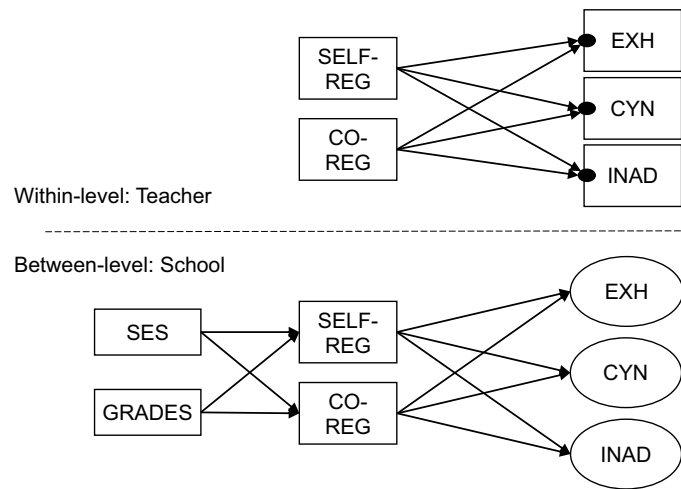 SELF-
REG
CO-
REG
EXH
CYN
INAD
Within-level: Teacher
Between-level: School
SES
GRADES
SELF-
REG
CO-
REG
EXH
CYN
INAD